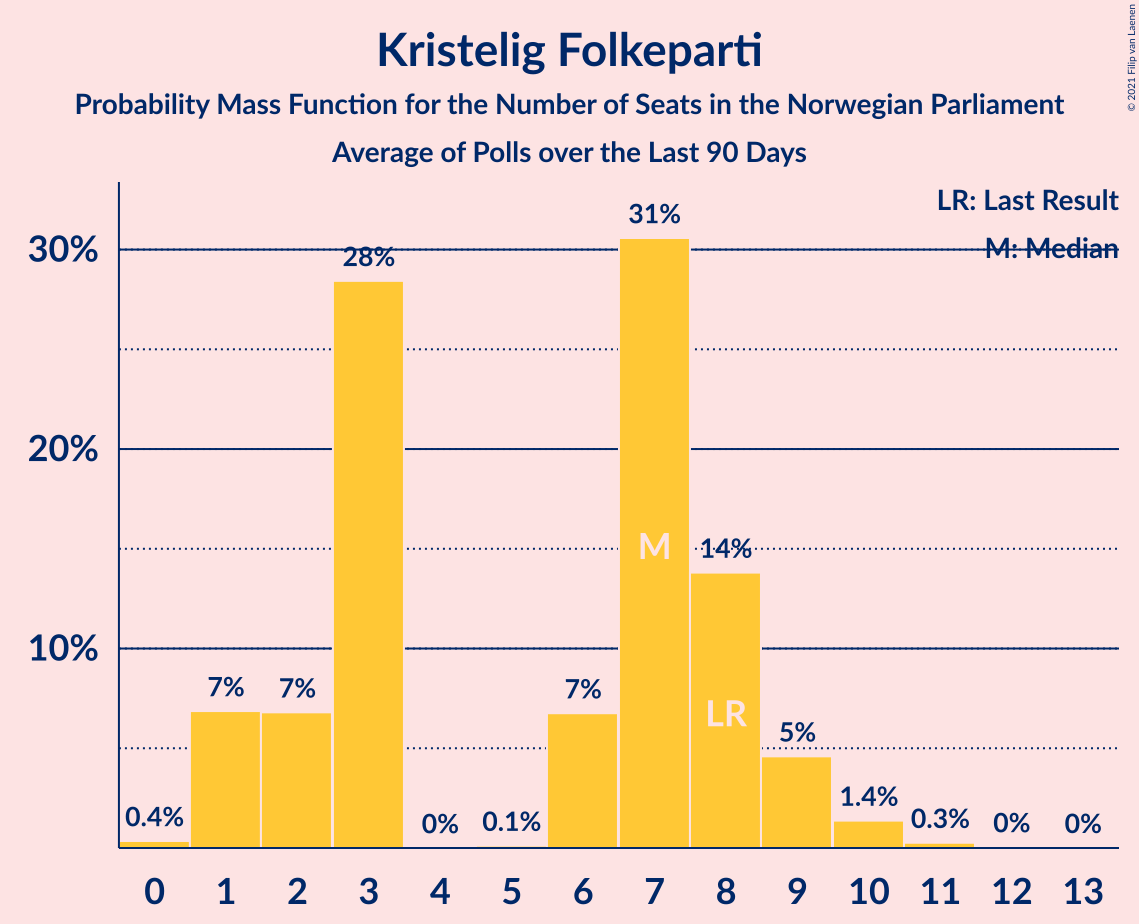 Kristelig Folkeparti
Probability Mass Function for the Number of Seats in the Norwegian Parliament
Average of Polls over the Last 90 Days
© 2021 Filip van Laenen
LR: Last Result
M: Median
30%
20%
10%
0.4%
7%
7%
28%
0%
0.1%
7%
31%
14%
5%
1.4%
0.3%
0%
0%
M
LR
0 1 2 3 4 5 6 7 8 9 10 11 12 13